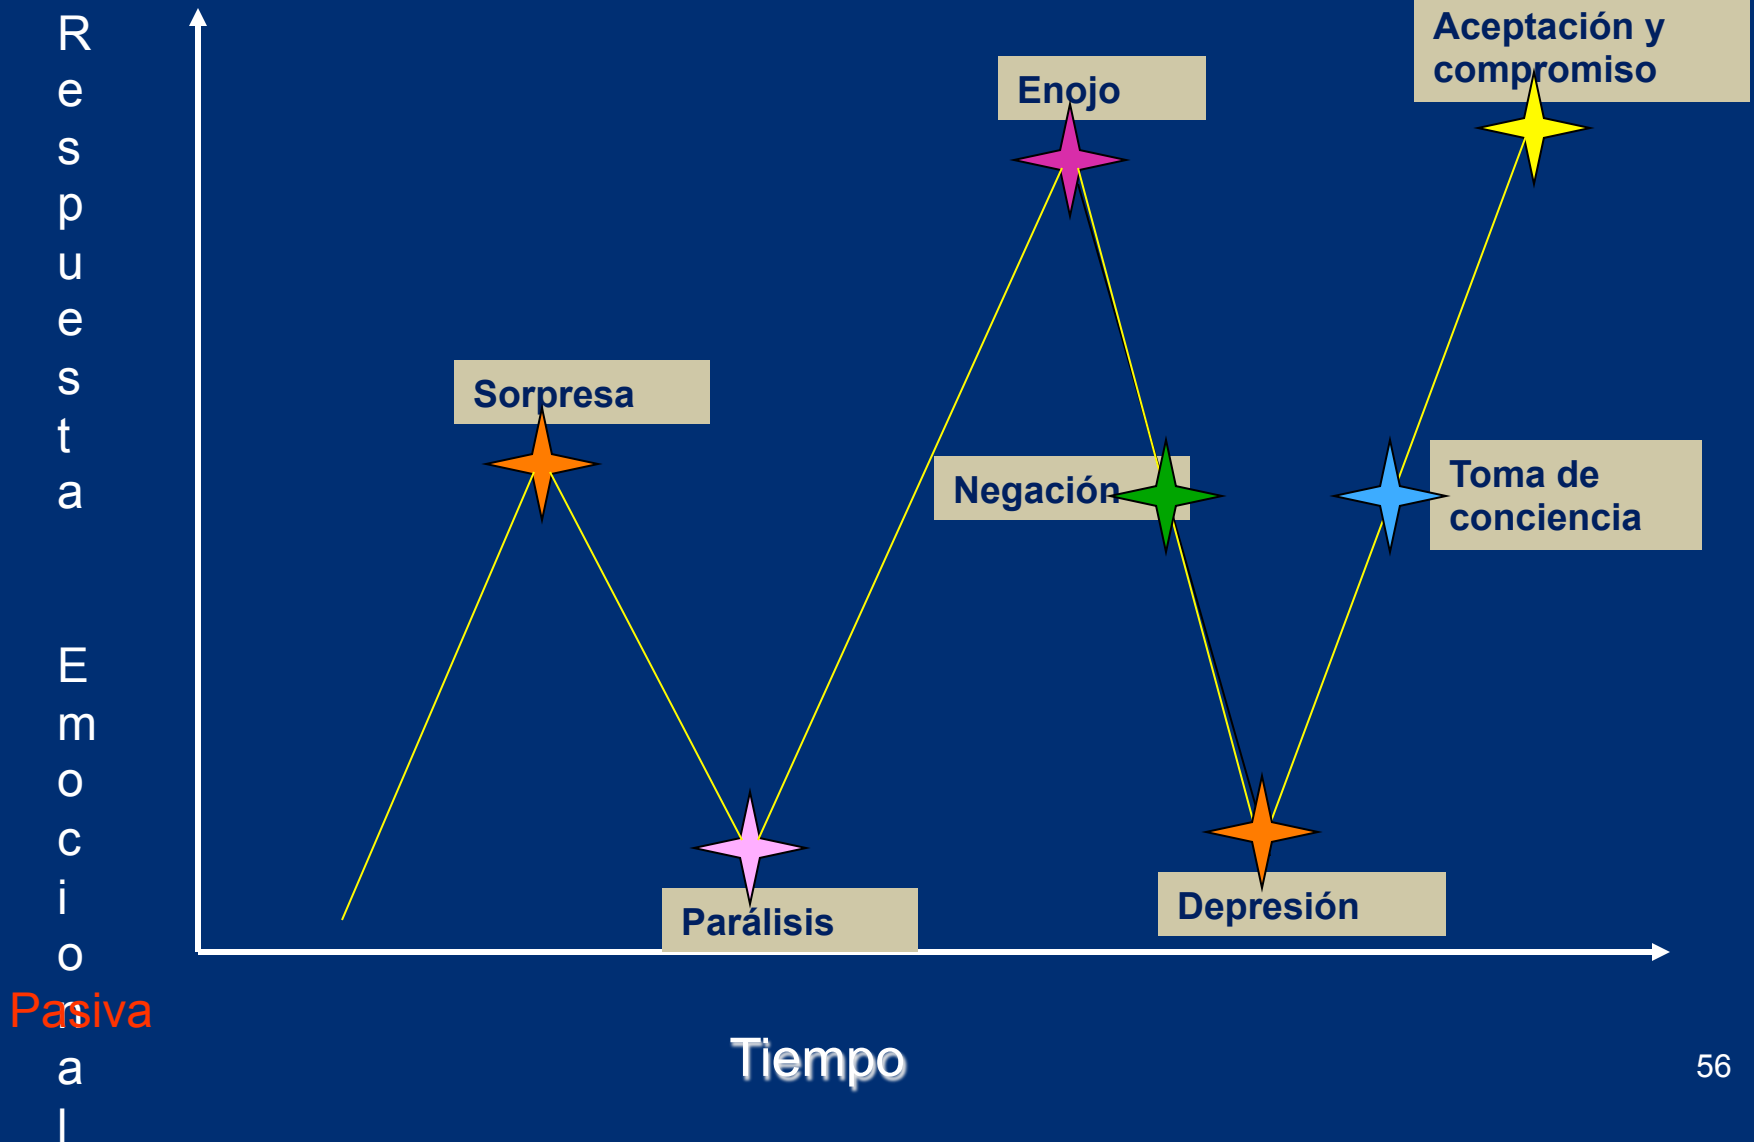 Respuesta Emocional
Aceptación y
compromiso
Enojo
Sorpresa
Negación
Toma de
conciencia
Parálisis
Depresión
Pasiva
Tiempo
56